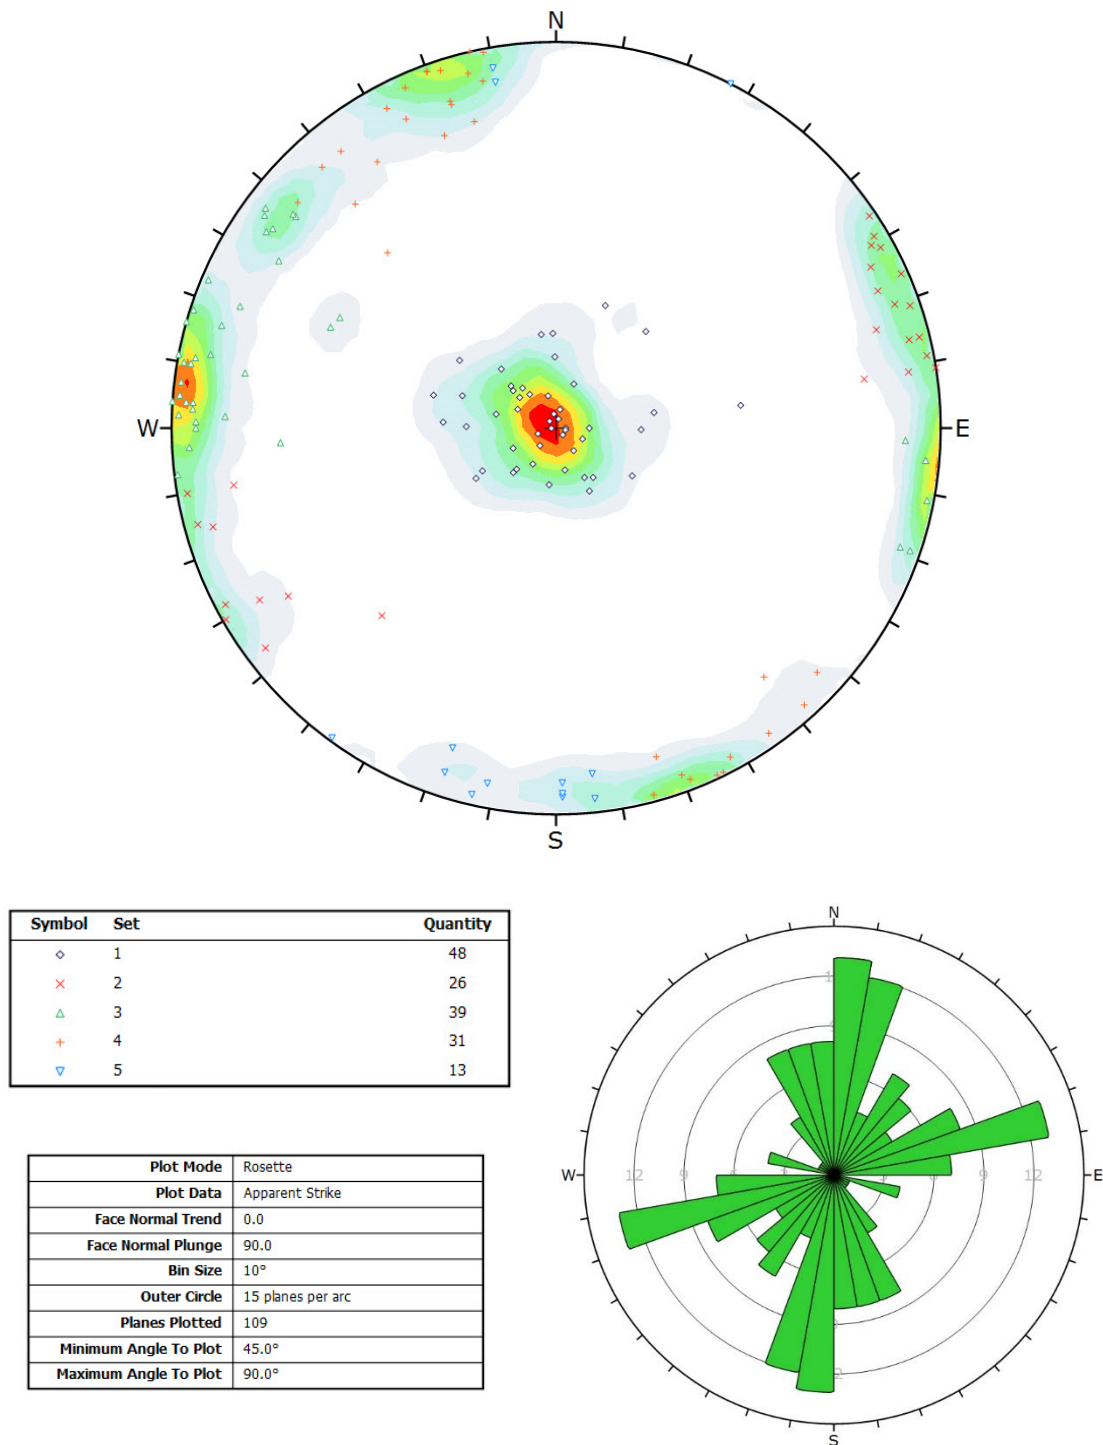 N
W
E
S
Symbol Set Quantity
1 48
2 26
3 39
4 31
5 13
N
W 12 9 9 12 E
S
Plot Mode Rosette
Plot Data Apparent Strike
Face Normal Trend 0.0
Face Normal Plunge 90.0
Bin Size 10°
Outer Circle 15 planes per arc
Planes Plotted 109
Minimum Angle To Plot 45.0°
Maximum Angle To Plot 90.0°